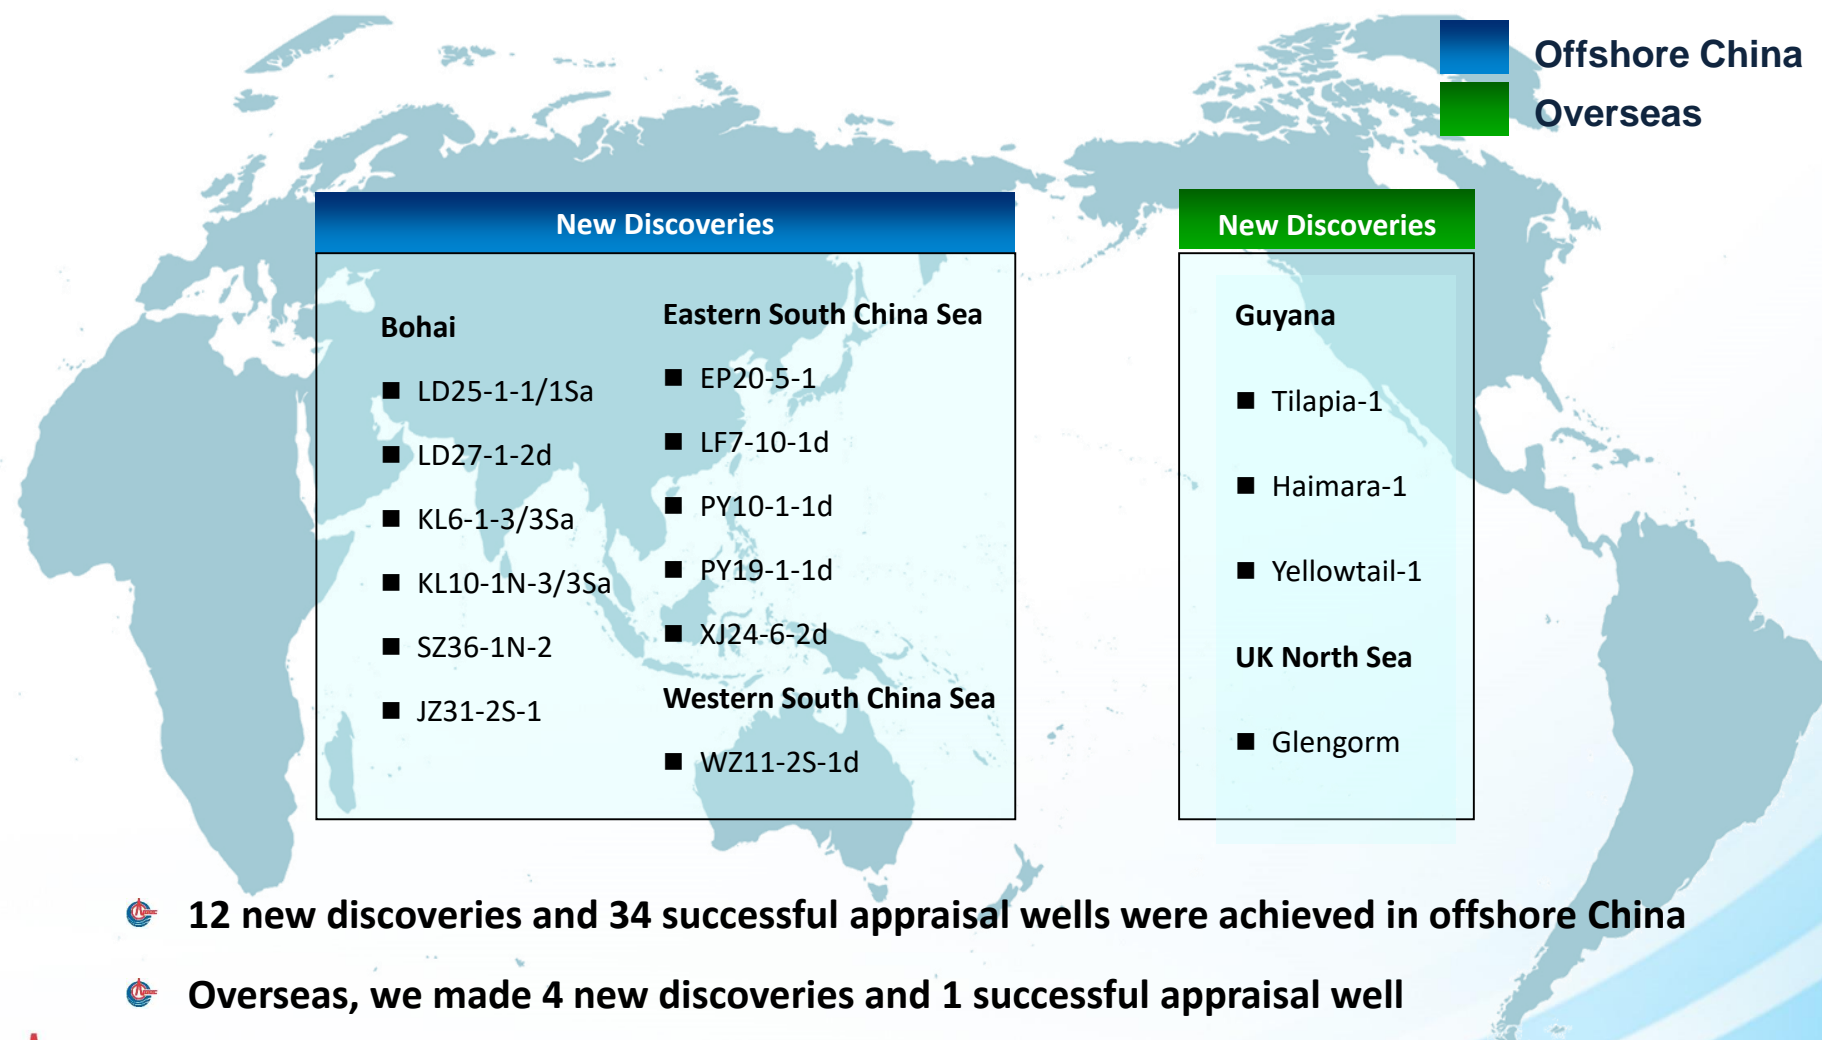 Offshore China
Overseas
New Discoveries
Bohai
LD25-1-1/1Sa
LD27-1-2d
KL6-1-3/3Sa
KL10-1N-3/3Sa
SZ36-1N-2
JZ31-2S-1
Eastern South China Sea
EP20-5-1
LF7-10-1d
PY10-1-1d
PY19-1-1d
XJ24-6-2d
Western South China Sea
WZ11-2S-1d
New Discoveries
Guyana
Tilapia-1
Haimara-1
Yellowtail-1
UK North Sea
Glengorm
12 new discoveries and 34 successful appraisal wells were achieved in offshore China
Overseas, we made 4 new discoveries and 1 successful appraisal well